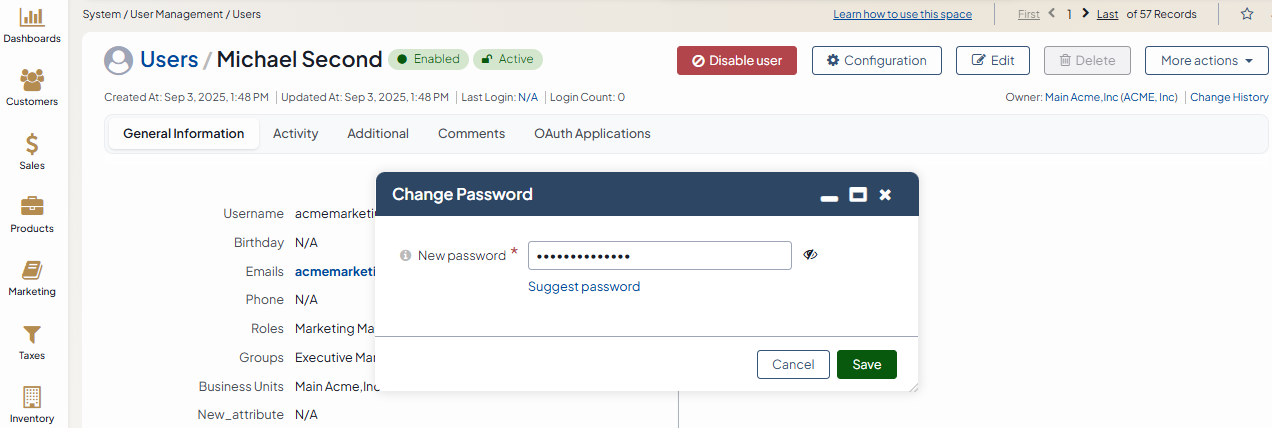 System / User Management / Users
Learn how to use this space
First 1 Last of 57 Records
Dashboards
Customers
Sales
Products
Marketing
Taxes
Inventory
Users / Michael Second Enabled Active
Disable user Configuration Edit Delete More actions
Created At: Sep 3, 2025, 1:48 PM Updated At: Sep 3, 2025, 1:48 PM Last Login: N/A Login Count: 0
Owner: Main Acme,Inc (ACME, Inc) Change History
General Information Activity Additional Comments OAuth Applications
Username acmemarketi
Birthday N/A
Emails acmemarketi
Phone N/A
Roles Marketing Ma
Groups Executive Mar
Business Units Main Acme,Inc
New_attribute N/A
Change Password
New password *
Suggest password
Cancel Save